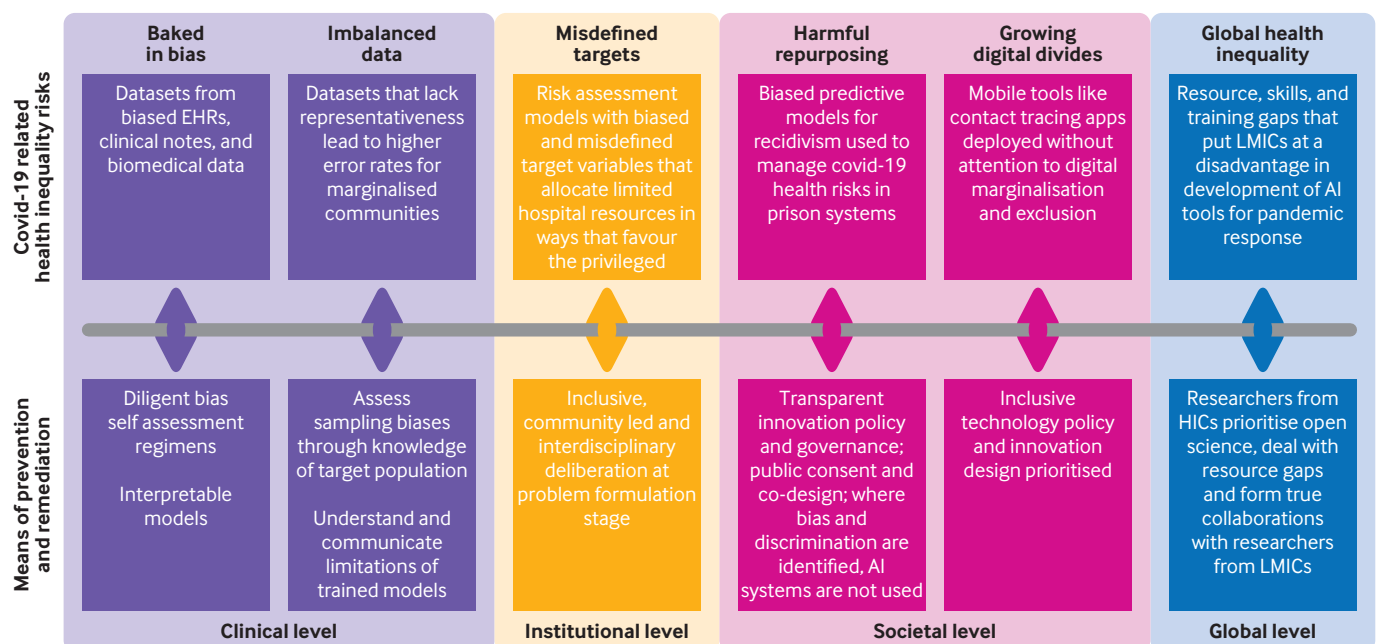 Covid-19 related
health inequality risks
Baked
in bias
Datasets from
biased EHRs,
clinical notes, and
biomedical data
Imbalanced
data
Datasets that lack
representativeness
lead to higher
error rates for
marginalised
communities
Misdefined
targets
Risk assessment
models with biased
and misdefined
target variables that
allocate limited
hospital resources in
ways that favour
the privileged
Harmful
repurposing
Biased predictive
models for
recidivism used to
manage covid-19
health risks in
prison systems
Growing
digital divides
Mobile tools like
contact tracing apps
deployed without
attention to digital
marginalisation
and exclusion
Global health
inequality
Resource, skills, and
training gaps that
put LMICs at a
disadvantage in
development of AI
tools for pandemic
response
Means of prevention
and remediation
Diligent bias
self assessment
regimens
Interpretable
models
Assess
sampling biases
through knowledge
of target population
Understand and
communicate
limitations of
trained models
Inclusive,
community led and
interdisciplinary
deliberation at
problem formulation
stage
Transparent
innovation policy
and governance;
public consent and
co-design; where
bias and
discrimination are
identified, AI
systems are not used
Inclusive
technology policy
and innovation
design prioritised
Researchers from
HICs prioritise open
science, deal with
resource gaps
and form true
collaborations
with researchers
from LMICs
Clinical level
Institutional level
Societal level
Global level